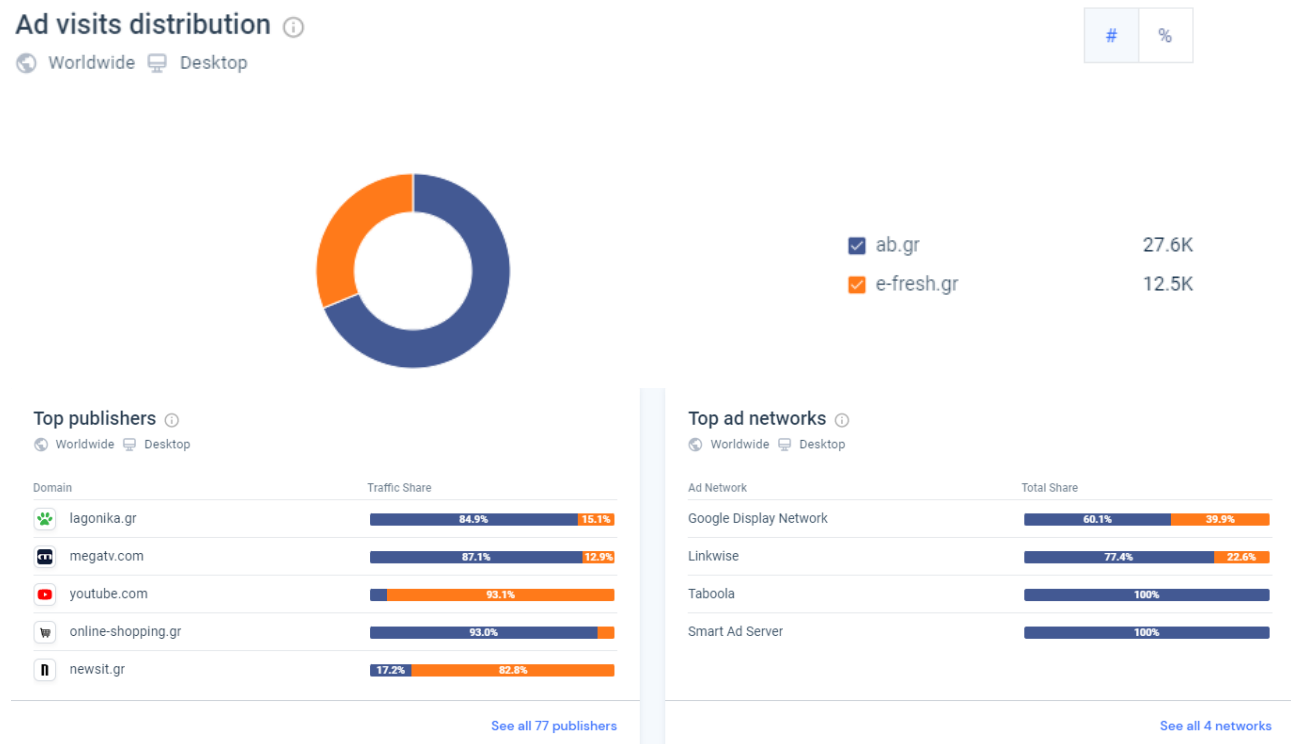 Ad visits distribution
# %
Worldwide Desktop
ab.gr 27.6K
e-fresh.gr 12.5K
Top publishers
Worldwide Desktop
Domain Traffic Share
lagonika.gr 84.9% 15.1%
megatv.com 87.1% 12.9%
youtube.com 93.1%
online-shopping.gr 93.0%
newsit.gr 17.2% 82.8%
See all 77 publishers
Top ad networks
Worldwide Desktop
Ad Network Total Share
Google Display Network 60.1% 39.9%
Linkwise 77.4% 22.6%
Taboola 100%
Smart Ad Server 100%
See all 4 networks